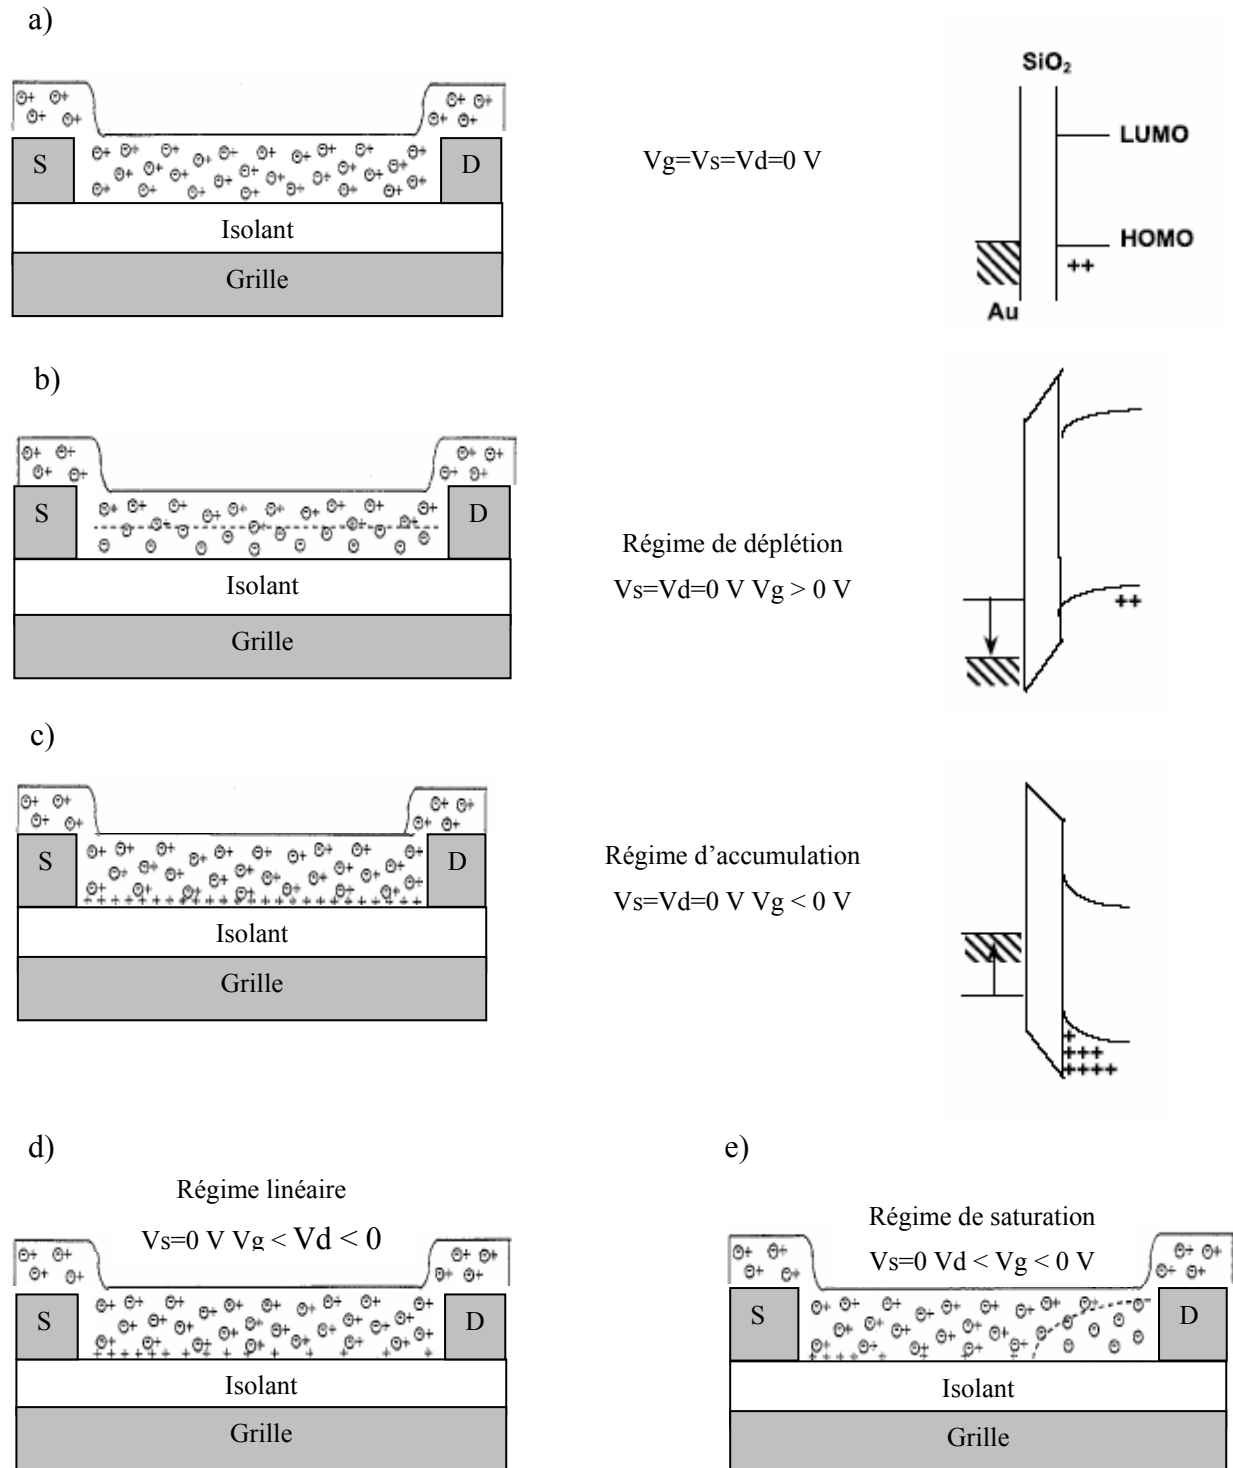 a)
SiO₂
LUMO
S
D
Vg=Vs=Vd=0 V
Isolant
HOMO
++
Grille
Au
b)
S
D
Régime de déplétion
Isolant
Vs=Vd=0 V Vg > 0 V
++
Grille
c)
S
D
Régime d'accumulation
Vs=Vd=0 V Vg < 0 V
Isolant
Grille
+
+++
++++
d)
e)
Régime linéaire
Régime de saturation
Vs=0 V Vg < Vd < 0
Vs=0 Vd < Vg < 0 V
S
D
S
D
Isolant
Isolant
Grille
Grille